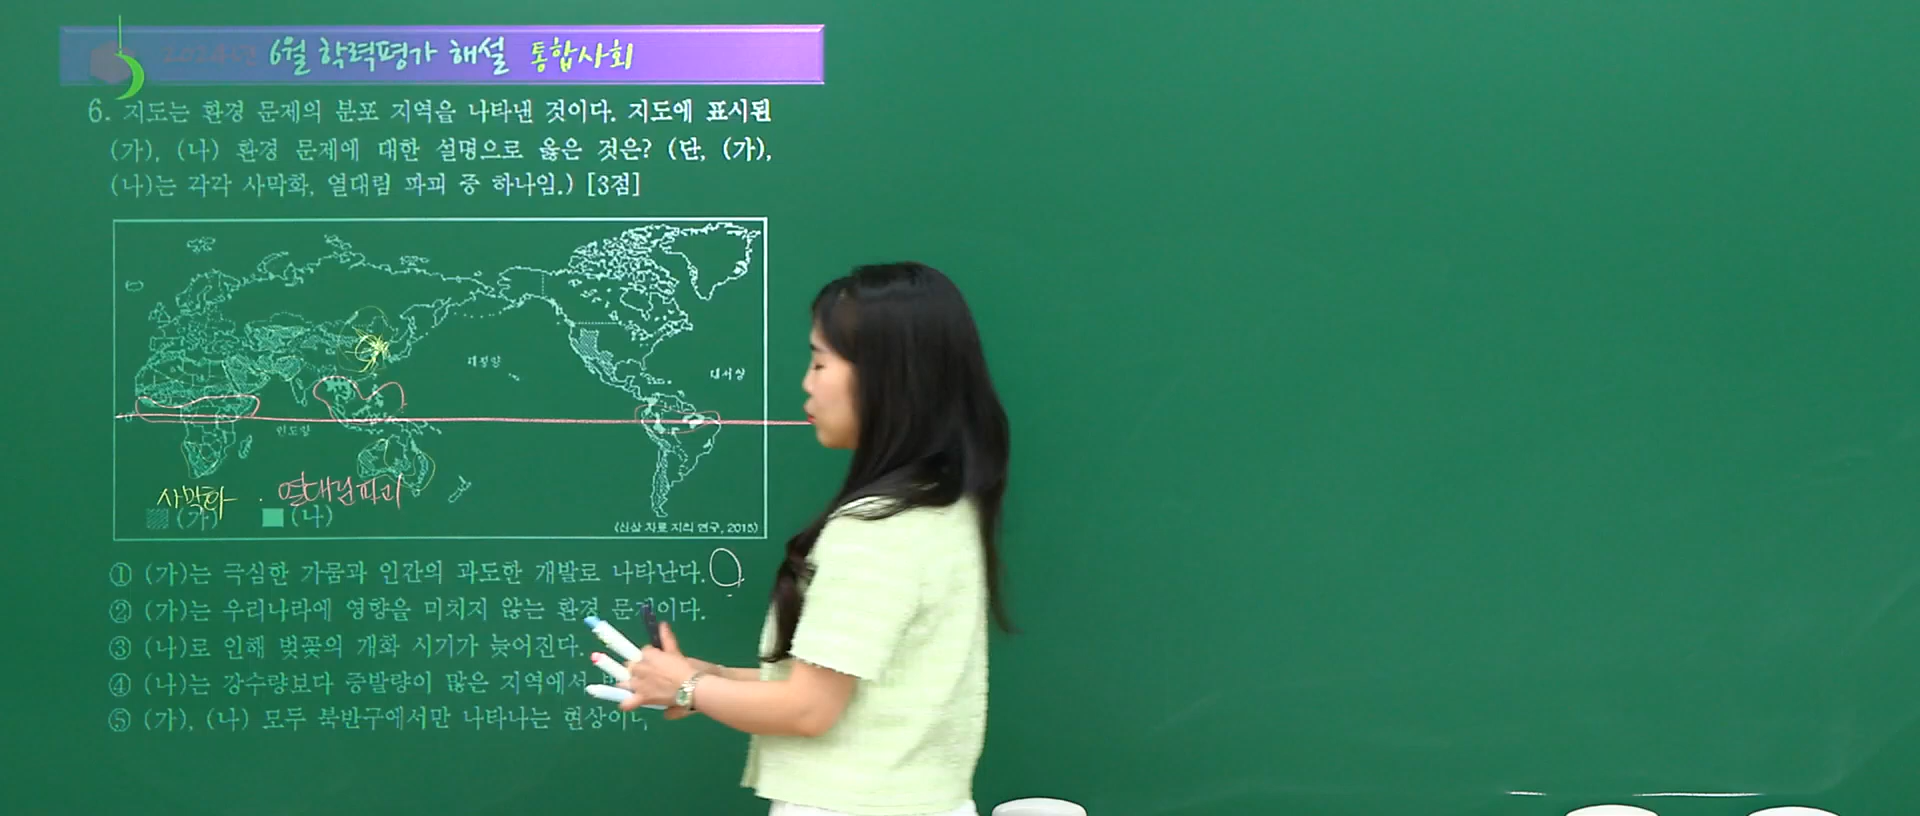 2024년 6월 학력평가 해설 통합사회
6. 지도는 환경 문제의 분포 지역을 나타낸 것이다. 지도에 표시된
(가), (나) 환경 문제에 대한 설명으로 옳은 것은? (단, (가),
(나)는 각각 사막화, 열대림 파괴 중 하나임.) [3점]
태평양
대서양
인도양
사막화 열대림파괴
(가) (나)
(신상 자료 지리 연구, 2015)
① (가)는 극심한 가뭄과 인간의 과도한 개발로 나타난다.
② (가)는 우리나라에 영향을 미치지 않는 환경 문제이다.
③ (나)로 인해 벚꽃의 개화 시기가 늦어진다.
④ (나)는 강수량보다 증발량이 많은 지역에서
⑤ (가), (나) 모두 북반구에서만 나타나는 현상이다